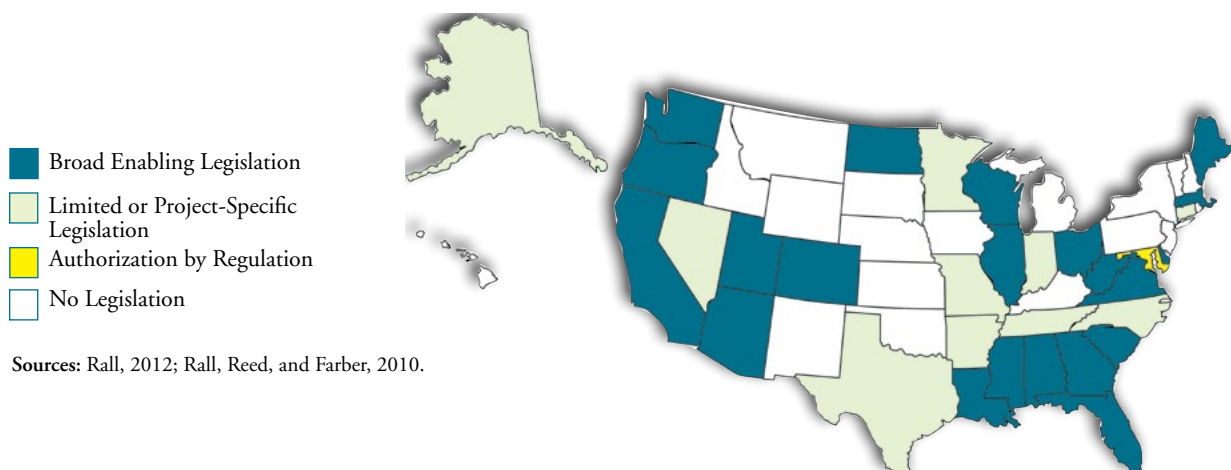 Broad Enabling Legislation
Limited or Project-Specific
Legislation
Authorization by Regulation
No Legislation
Sources: Rall, 2012; Rall, Reed, and Farber, 2010.